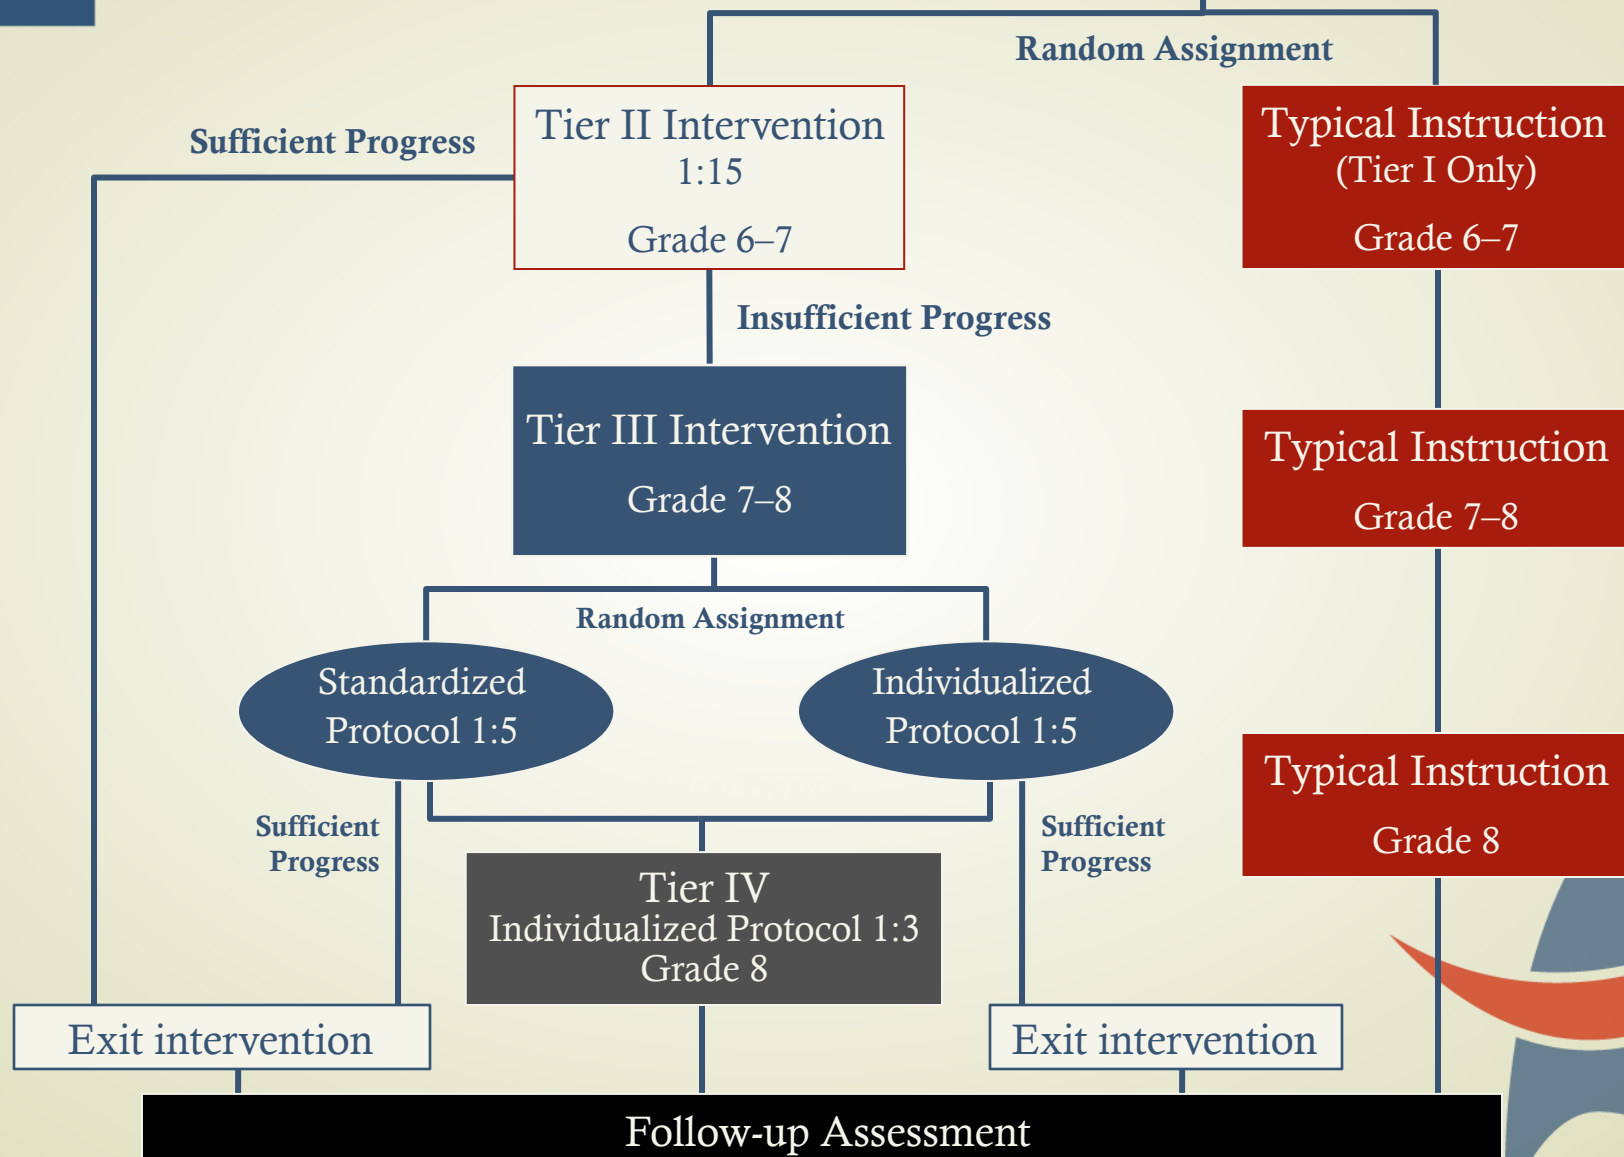 Random Assignment
Sufficient Progress
Tier II Intervention
1:15
Grade 6–7
Typical Instruction
(Tier I Only)
Grade 6–7
Insufficient Progress
Tier III Intervention
Grade 7–8
Typical Instruction
Grade 7–8
Random Assignment
Standardized
Protocol 1:5
Individualized
Protocol 1:5
Typical Instruction
Grade 8
Sufficient
Progress
Sufficient
Progress
Tier IV
Individualized Protocol 1:3
Grade 8
Exit intervention
Exit intervention
Follow-up Assessment